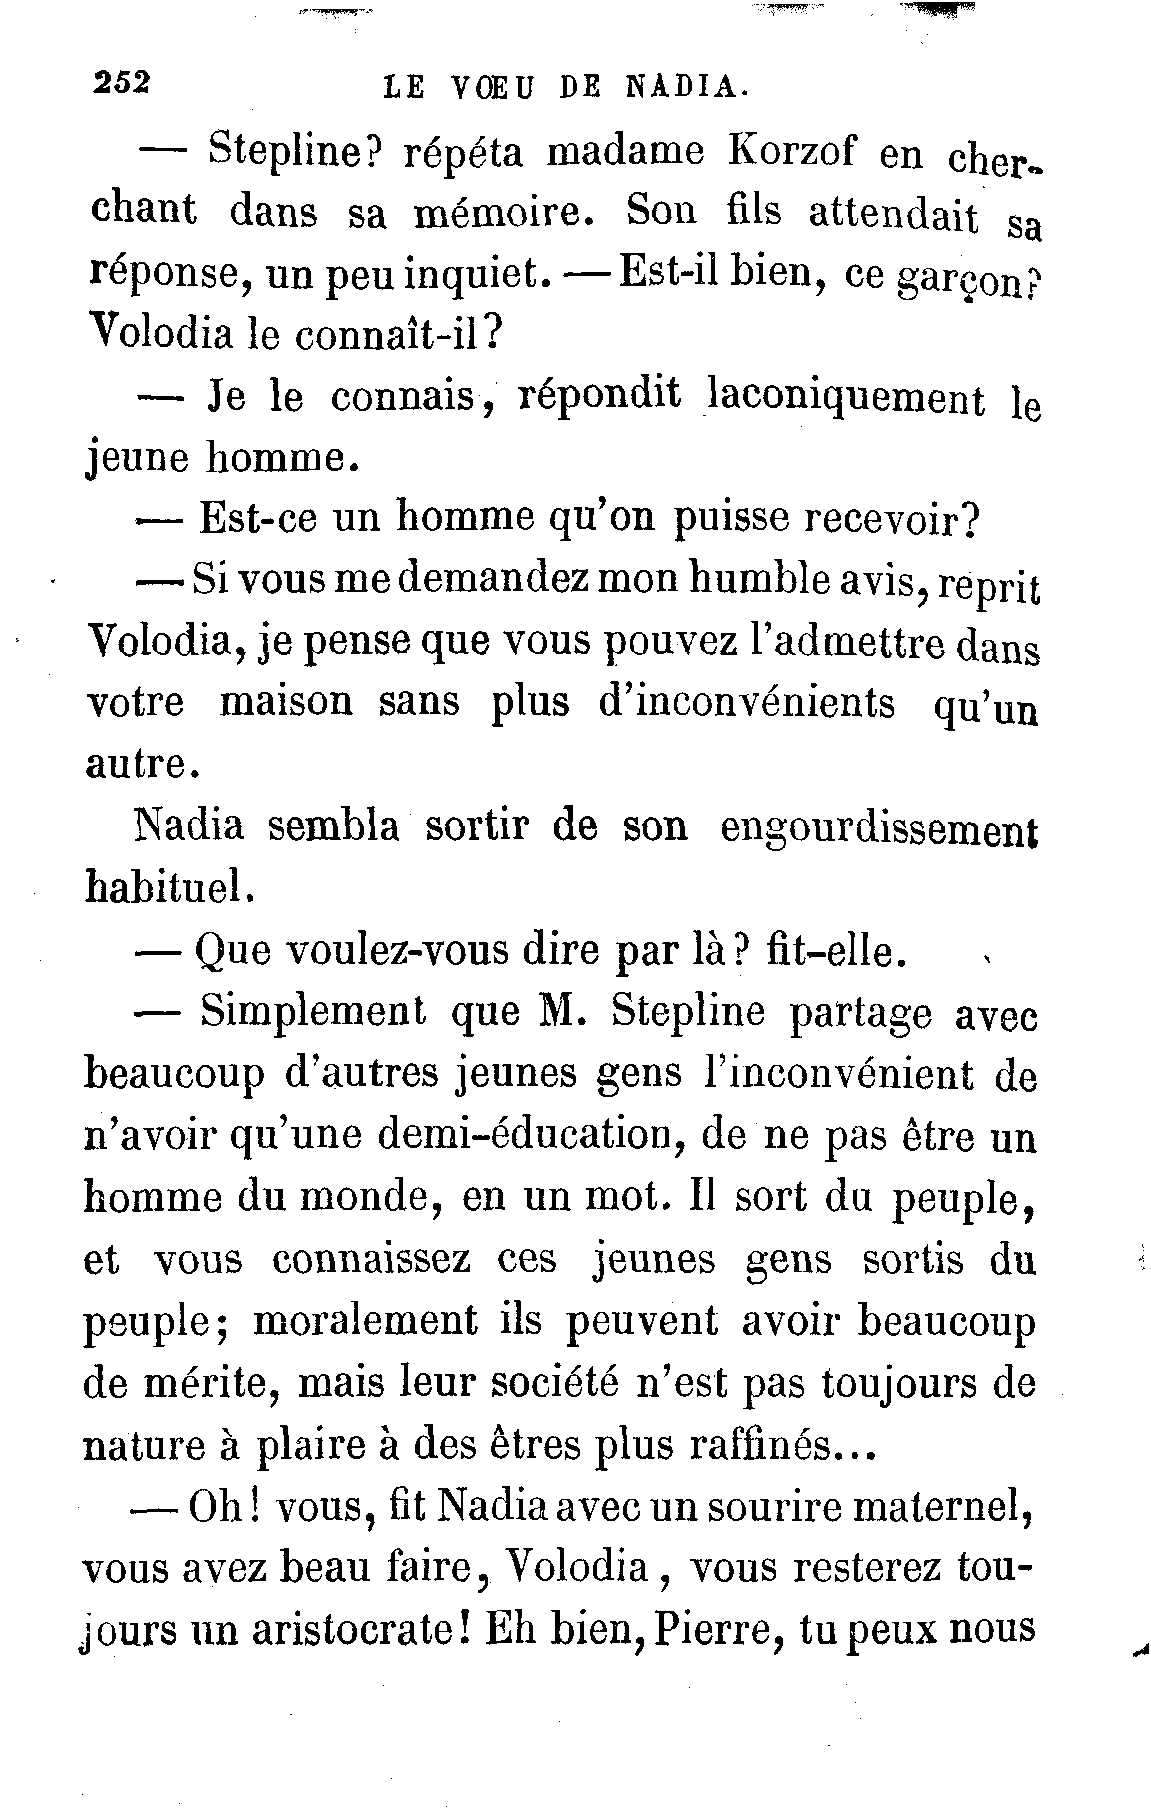 252 LE VŒU DE NADIA.
— Stepline? répéta madame Korzof en cher-
chant dans sa mémoire. Son fils attendait sa
réponse, un peu inquiet. — Est-il bien, ce garçon?
Volodia le connaît-il?
— Je le connais, répondit laconiquement le
jeune homme.
— Est-ce un homme qu'on puisse recevoir?
— Si vous me demandez mon humble avis, reprit
Volodia, je pense que vous pouvez l'admettre dans
votre maison sans plus d'inconvénients qu'un
autre.
Nadia sembla sortir de son engourdissement
habituel.
— Que voulez-vous dire par là? fit-elle.
— Simplement que M. Stepline partage avec
beaucoup d'autres jeunes gens l'inconvénient de
n'avoir qu'une demi-éducation, de ne pas être un
homme du monde, en un mot. Il sort du peuple,
et vous connaissez ces jeunes gens sortis du
peuple; moralement ils peuvent avoir beaucoup
de mérite, mais leur société n'est pas toujours de
nature à plaire à des êtres plus raffinés...
— Oh! vous, fit Nadia avec un sourire maternel,
vous avez beau faire, Volodia, vous resterez tou-
jours un aristocrate! Eh bien, Pierre, tu peux nous